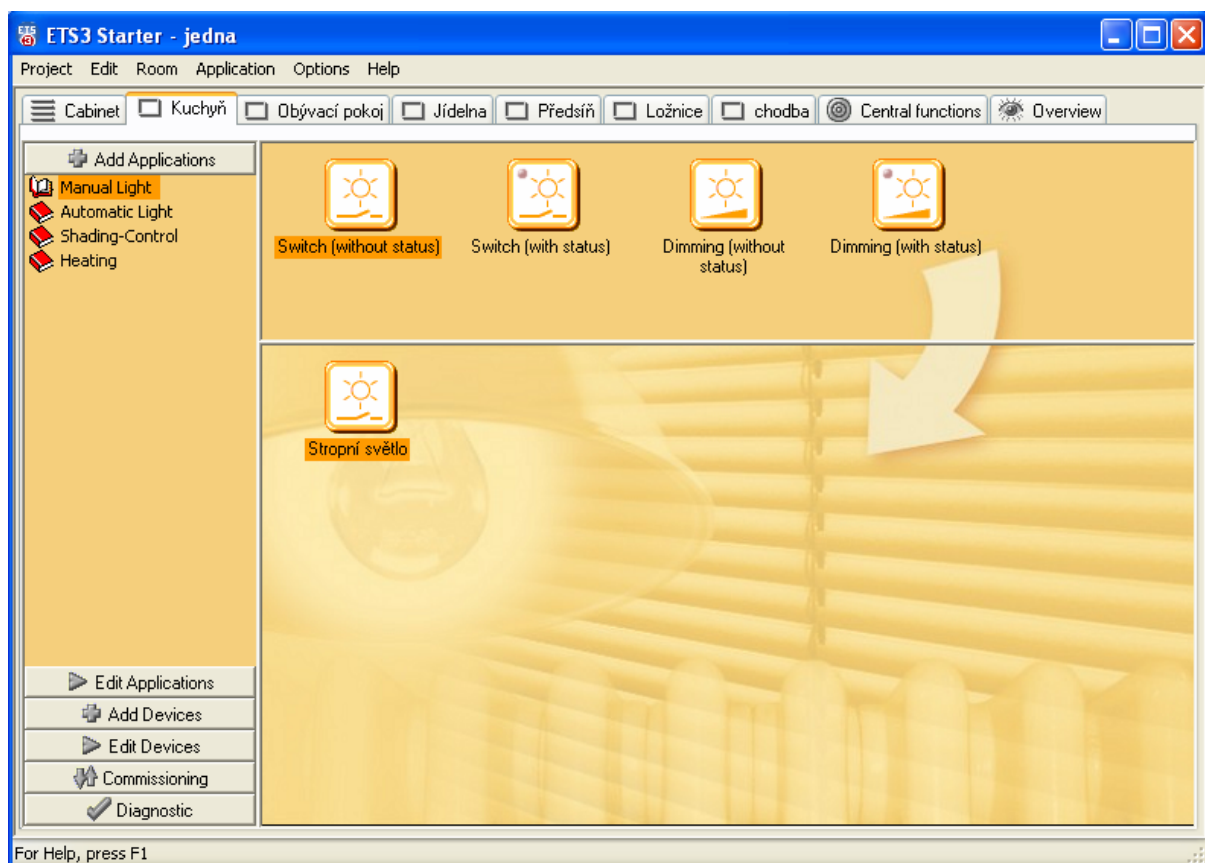 ETS3 Starter - jedna
Project Edit Room Application Options Help
Cabinet Kuchyň Obývací pokoj Jídelna Předsíň Ložnice chodba Central functions Overview
Add Applications
Manual Light
Automatic Light
Shading-Control
Heating
Switch (without status) Switch (with status) Dimming (without status) Dimming (with status)
Stropní světlo
Edit Applications
Add Devices
Edit Devices
Commissioning
Diagnostic
For Help, press F1